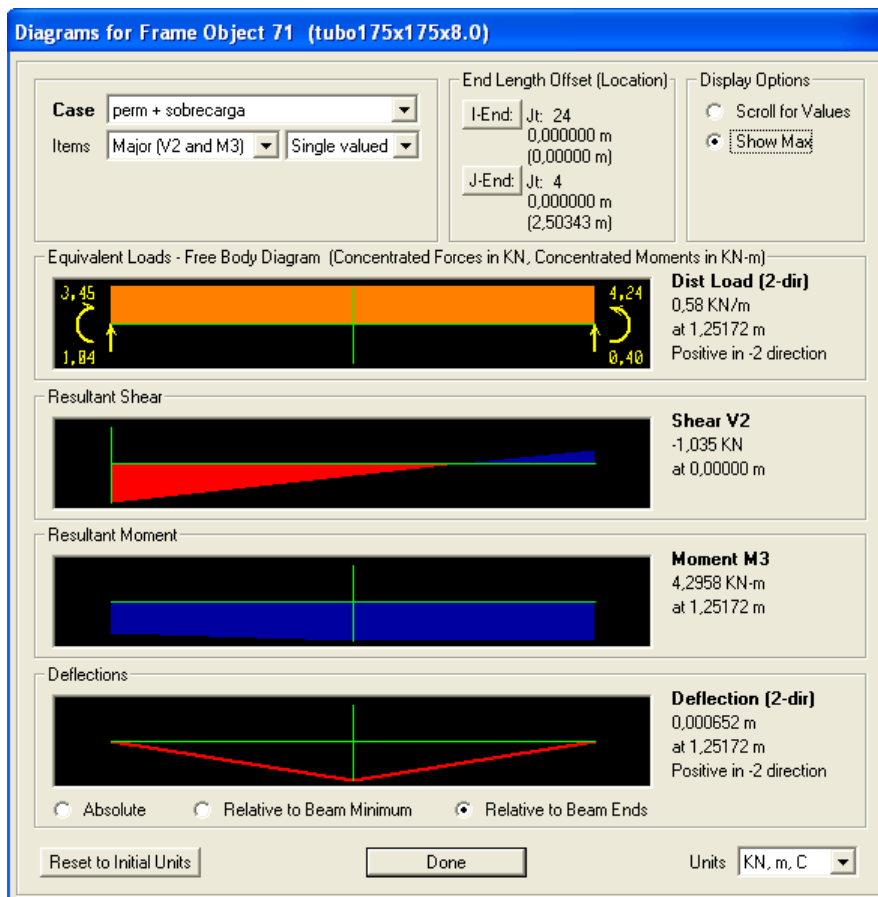 Diagrams for Frame Object 71 (tubo175x175x8.0)
Case perm + sobrecarga
Items Major (V2 and M3) Single valued
End Length Offset (Location)
I-End: Jt: 24
0,000000 m
(0,00000 m)
J-End: Jt: 4
0,000000 m
(2,50343 m)
Display Options
Scroll for Values
Show Max
Equivalent Loads - Free Body Diagram (Concentrated Forces in KN, Concentrated Moments in KN-m)
3,45 4,24
1,04 0,40
Dist Load (2-dir)
0,58 KN/m
at 1,25172 m
Positive in -2 direction
Resultant Shear
Shear V2
-1,035 KN
at 0,00000 m
Resultant Moment
Moment M3
4,2958 KN-m
at 1,25172 m
Deflections
Deflection (2-dir)
0,000652 m
at 1,25172 m
Positive in -2 direction
Absolute Relative to Beam Minimum Relative to Beam Ends
Reset to Initial Units Done Units KN, m, C